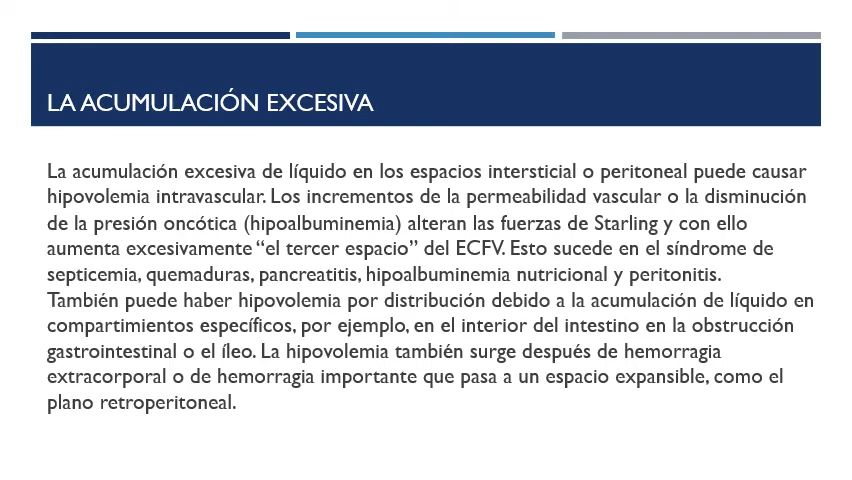 LA ACUMULACIÓN EXCESIVA
La acumulación excesiva de líquido en los espacios intersticial o peritoneal puede causar
hipovolemia intravascular. Los incrementos de la permeabilidad vascular o la disminución
de la presión oncótica (hipoalbuminemia) alteran las fuerzas de Starling y con ello
aumenta excesivamente “el tercer espacio” del ECFV. Esto sucede en el síndrome de
septicemia, quemaduras, pancreatitis, hipoalbuminemia nutricional y peritonitis.
También puede haber hipovolemia por distribución debido a la acumulación de líquido en
compartimientos específicos, por ejemplo, en el interior del intestino en la obstrucción
gastrointestinal o el íleo. La hipovolemia también surge después de hemorragia
extracorporal o de hemorragia importante que pasa a un espacio expansible, como el
plano retroperitoneal.